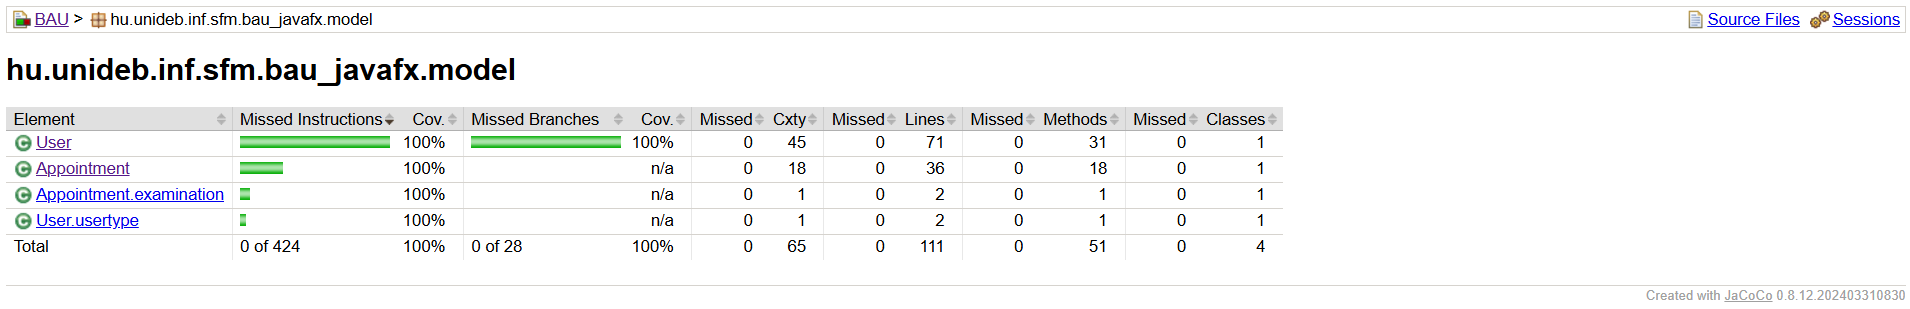 BAU > hu.unideb.inf.sfm.bau_javafx.model Source Files Sessions
hu.unideb.inf.sfm.bau_javafx.model
Element Missed Instructions Cov. Missed Branches Cov. Missed Cxty Missed Lines Missed Methods Missed Classes
C User 100% 100% 0 45 0 71 0 31 0 1
C Appointment 100% n/a 0 18 0 36 0 18 0 1
C Appointment.examination 100% n/a 0 1 0 2 0 1 0 1
C User.usertype 100% n/a 0 1 0 2 0 1 0 1
Total 0 of 424 100% 0 of 28 100% 0 65 0 111 0 51 0 4
Created with JaCoCo 0.8.12.202403310830